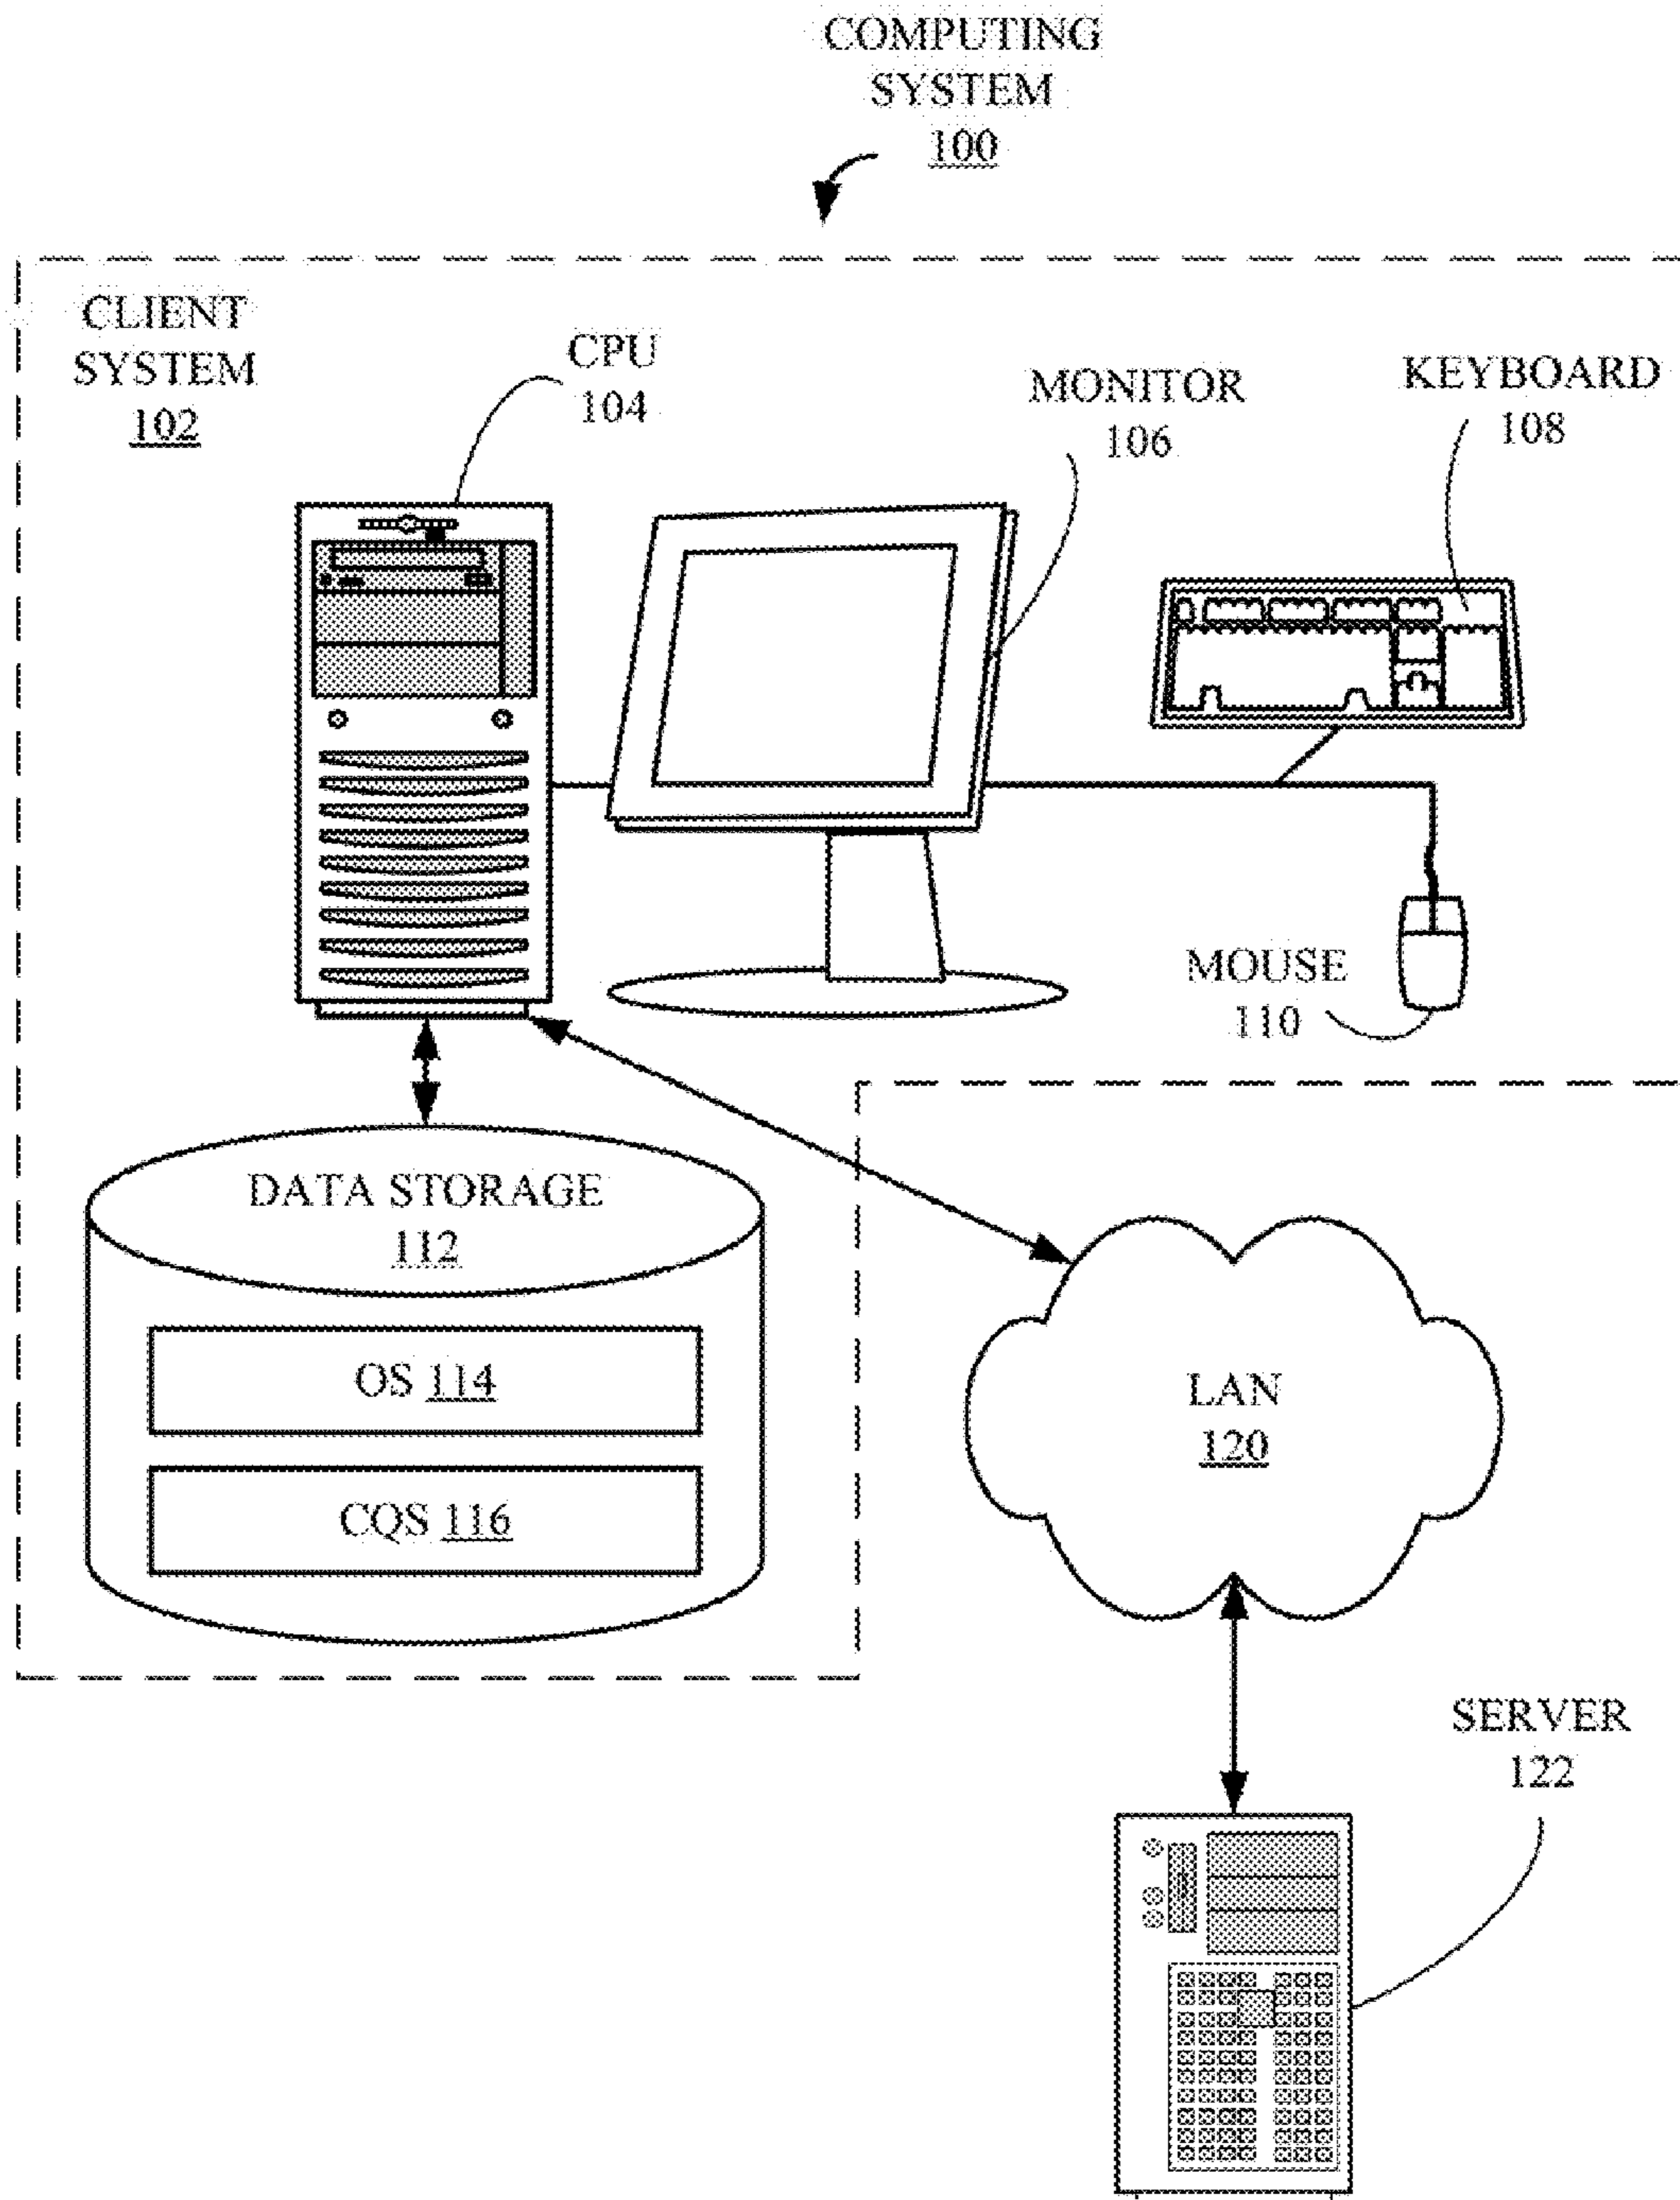 COMPUTING
SYSTEM
100
CLIENT
SYSTEM
102
CPU
104
MONITOR
106
KEYBOARD
108
MOUSE
110
DATA STORAGE
112
OS 114
CQS 116
LAN
120
SERVER
122